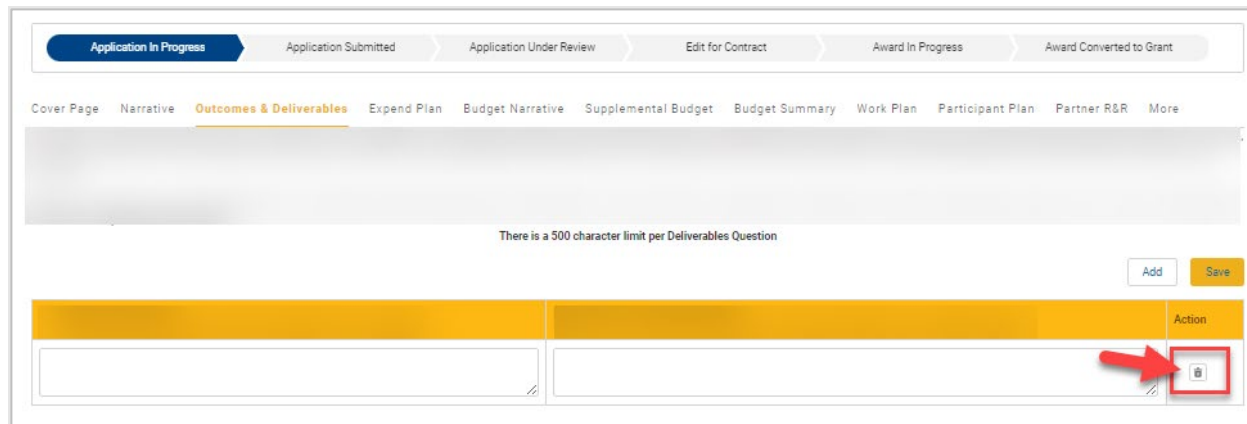 Application In Progress Application Submitted Application Under Review Edit for Contract Award In Progress Award Converted to Grant
Cover Page Narrative Outcomes & Deliverables Expend Plan Budget Narrative Supplemental Budget Budget Summary Work Plan Participant Plan Partner R&R More
There is a 500 character limit per Deliverables Question
Add Save
Action